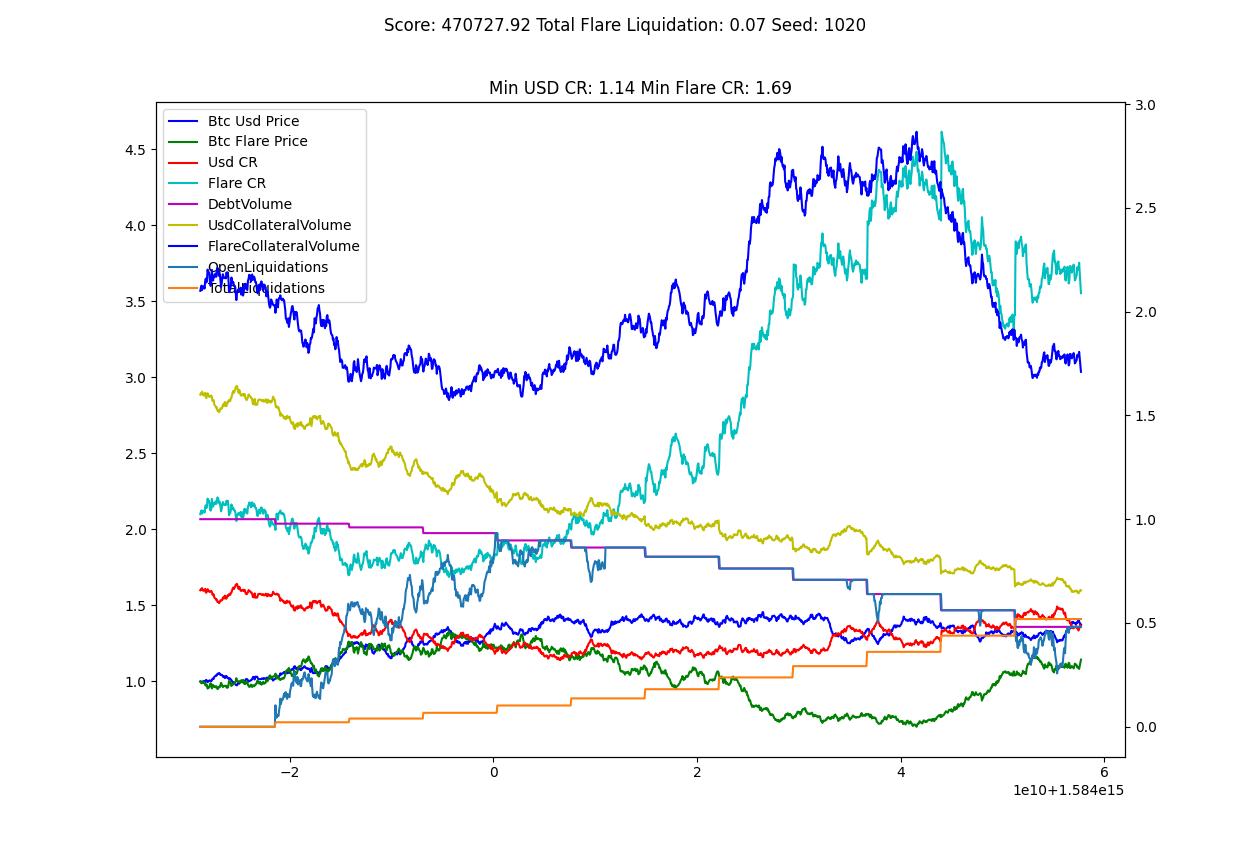 Score: 470727.92 Total Flare Liquidation: 0.07 Seed: 1020
Min USD CR: 1.14 Min Flare CR: 1.69
Btc Usd Price
Btc Flare Price
Usd CR
Flare CR
DebtVolume
UsdCollateralVolume
FlareCollateralVolume
OpenLiquidations
TotalLiquidations
4.5
4.0
3.5
3.0
2.5
2.0
1.5
1.0
3.0
2.5
2.0
1.5
1.0
0.5
0.0
−2
0
2
4
6
1e10+1.584e15